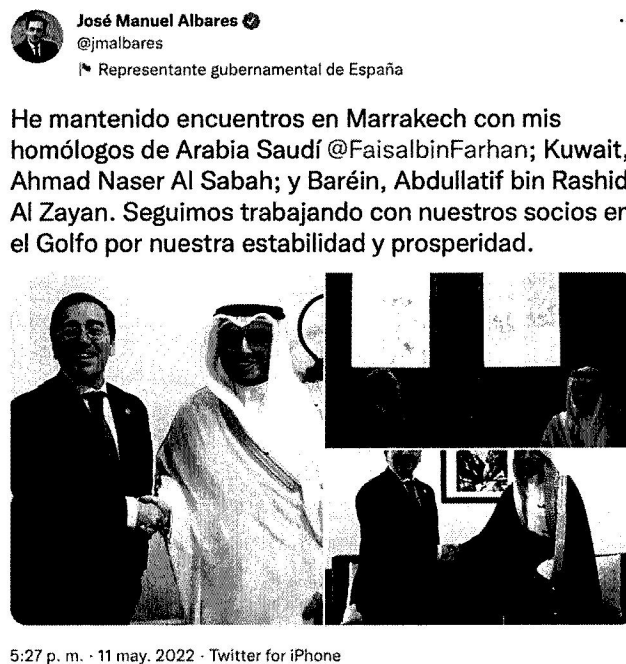 José Manuel Albares
@jmalbares
Representante gubernamental de España
He mantenido encuentros en Marrakech con mis
homólogos de Arabia Saudí @FaisalbinFarhan; Kuwait,
Ahmad Naser Al Sabah; y Baréin, Abdullatif bin Rashid
Al Zayan. Seguimos trabajando con nuestros socios en
el Golfo por nuestra estabilidad y prosperidad.
5:27 p. m. · 11 may. 2022 · Twitter for iPhone